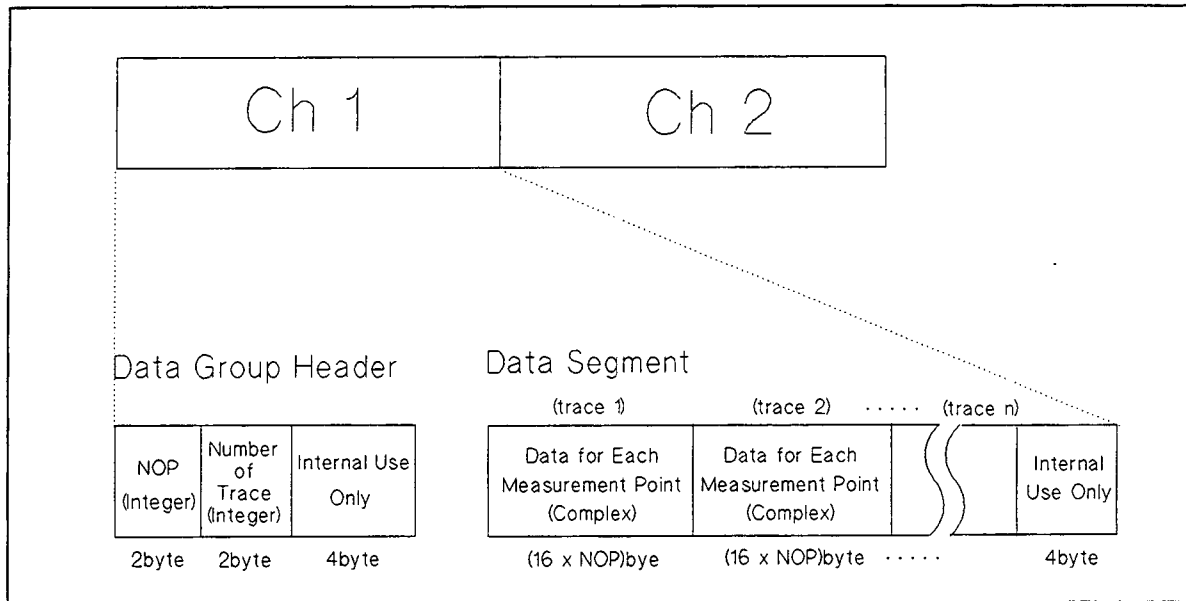 Ch 1
Ch 2
Data Group Header
Data Segment
(trace 1)
(trace 2)
.....
(trace n)
NOP
(Integer)
Number
of
Trace
(Integer)
Internal Use
Only
Data for Each
Measurement Point
(Complex)
Data for Each
Measurement Point
(Complex)
Internal
Use Only
2byte
2byte
4byte
(16 x NOP)bye
(16 x NOP)byte
.....
4byte